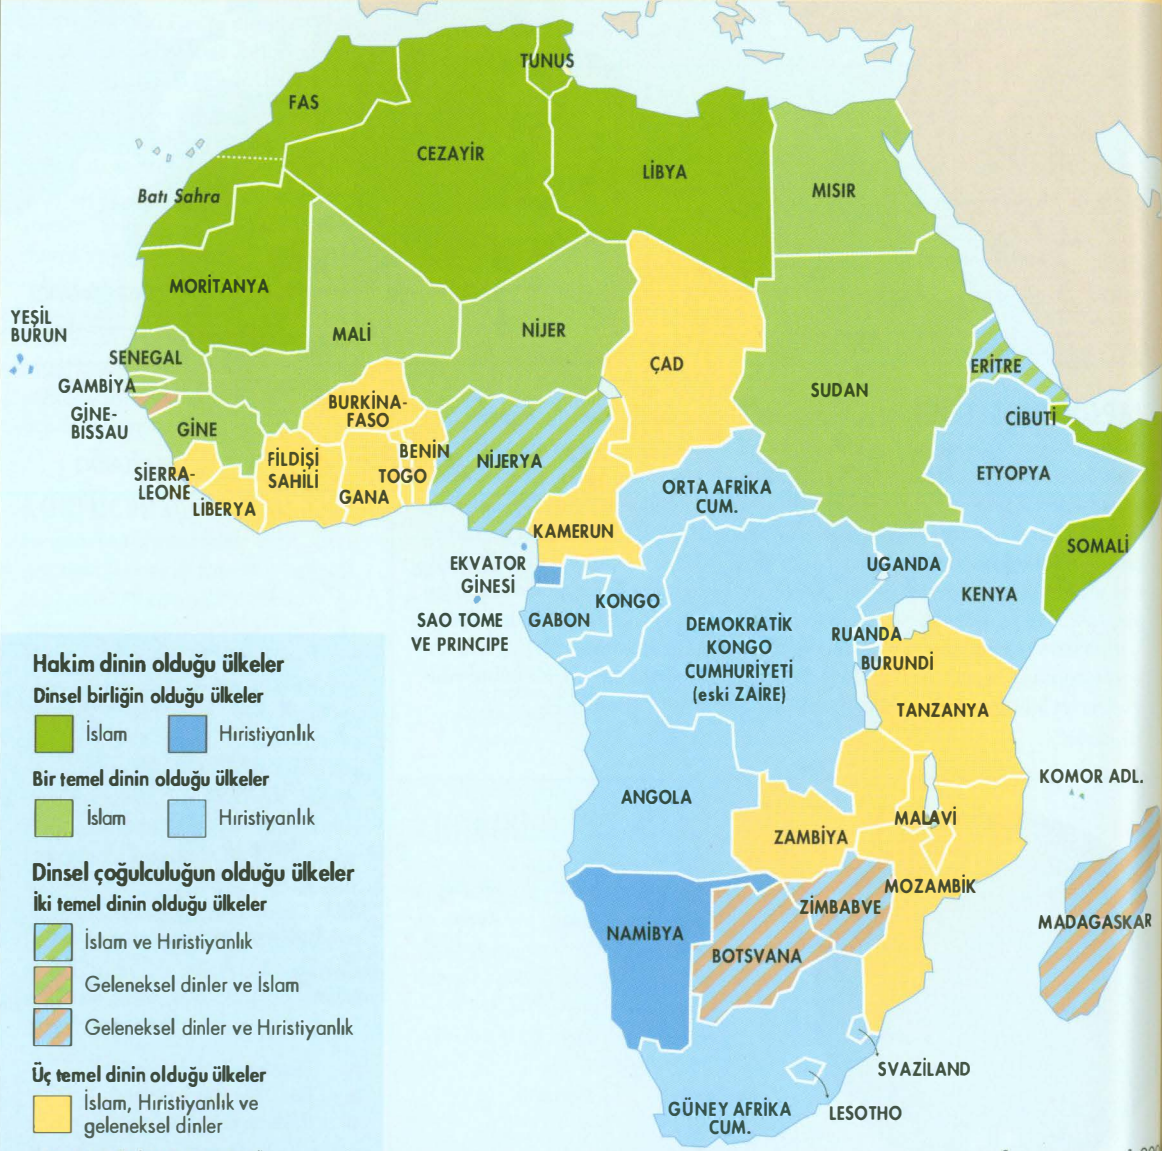 TUNUS
FAS
CEZAYİR
LİBYA
MISIR
Batı Sahra
MORİTANYA
YEŞİL
BURUN
MALİ
NİJER
SENEGAL
ÇAD
ERİTRE
GAMBİYA
SUDAN
BURKİNA-
FASO
GİNE-
BISSAU
GİNE
CİBUTİ
BENİN
FİLDİŞİ
SAHİLİ
NİJERYA
ETYOPYA
SİERRA-
LEONE
TOGO
GANA
ORTA AFRİKA
CUM.
LİBERYA
KAMERUN
SOMALİ
EKVATOR
GİNESİ
UGANDA
KENYA
KONGO
SAO TOME
VE PRINCIPE
GABON
DEMOKRATİK
KONGO
CUMHURİYETİ
(eski ZAİRE)
RUANDA
BURUNDİ
TANZANYA
KOMOR ADL.
ANGOLA
MALAVİ
ZAMBİYA
MOZAMBİK
ZİMBABVE
MADAGASKAR
NAMİBYA
BOTSVANA
SVAZİLAND
GÜNEY AFRİKA
CUM.
LESOTHO
Hakim dinin olduğu ülkeler
Dinsel birliğin olduğu ülkeler
İslam
Hıristiyanlık
Bir temel dinin olduğu ülkeler
İslam
Hıristiyanlık
Dinsel çoğulculuğun olduğu ülkeler
İki temel dinin olduğu ülkeler
İslam ve Hıristiyanlık
Geleneksel dinler ve İslam
Geleneksel dinler ve Hıristiyanlık
Üç temel dinin olduğu ülkeler
İslam, Hıristiyanlık ve
geleneksel dinler